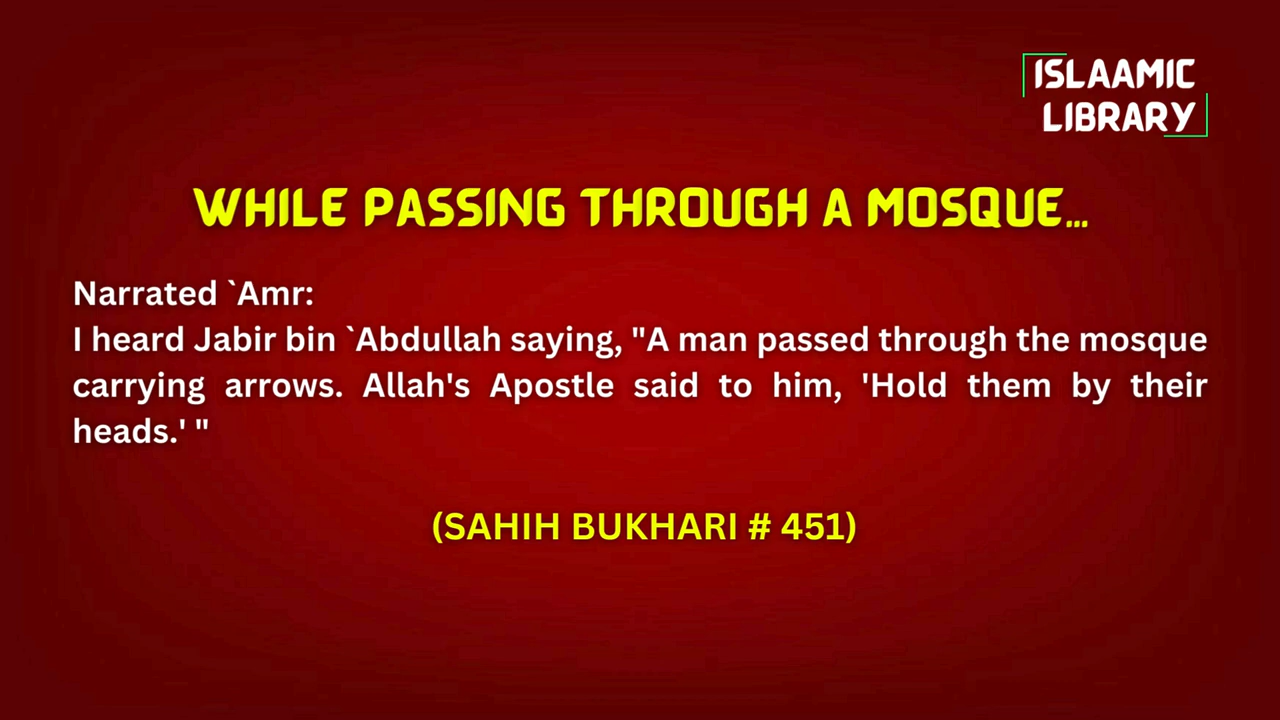 ISLAAMIC
LIBRARY
WHILE PASSING THROUGH A MOSQUE...
Narrated `Amr:
I heard Jabir bin `Abdullah saying, "A man passed through the mosque
carrying arrows. Allah's Apostle said to him, 'Hold them by their
heads.' "
(SAHIH BUKHARI # 451)